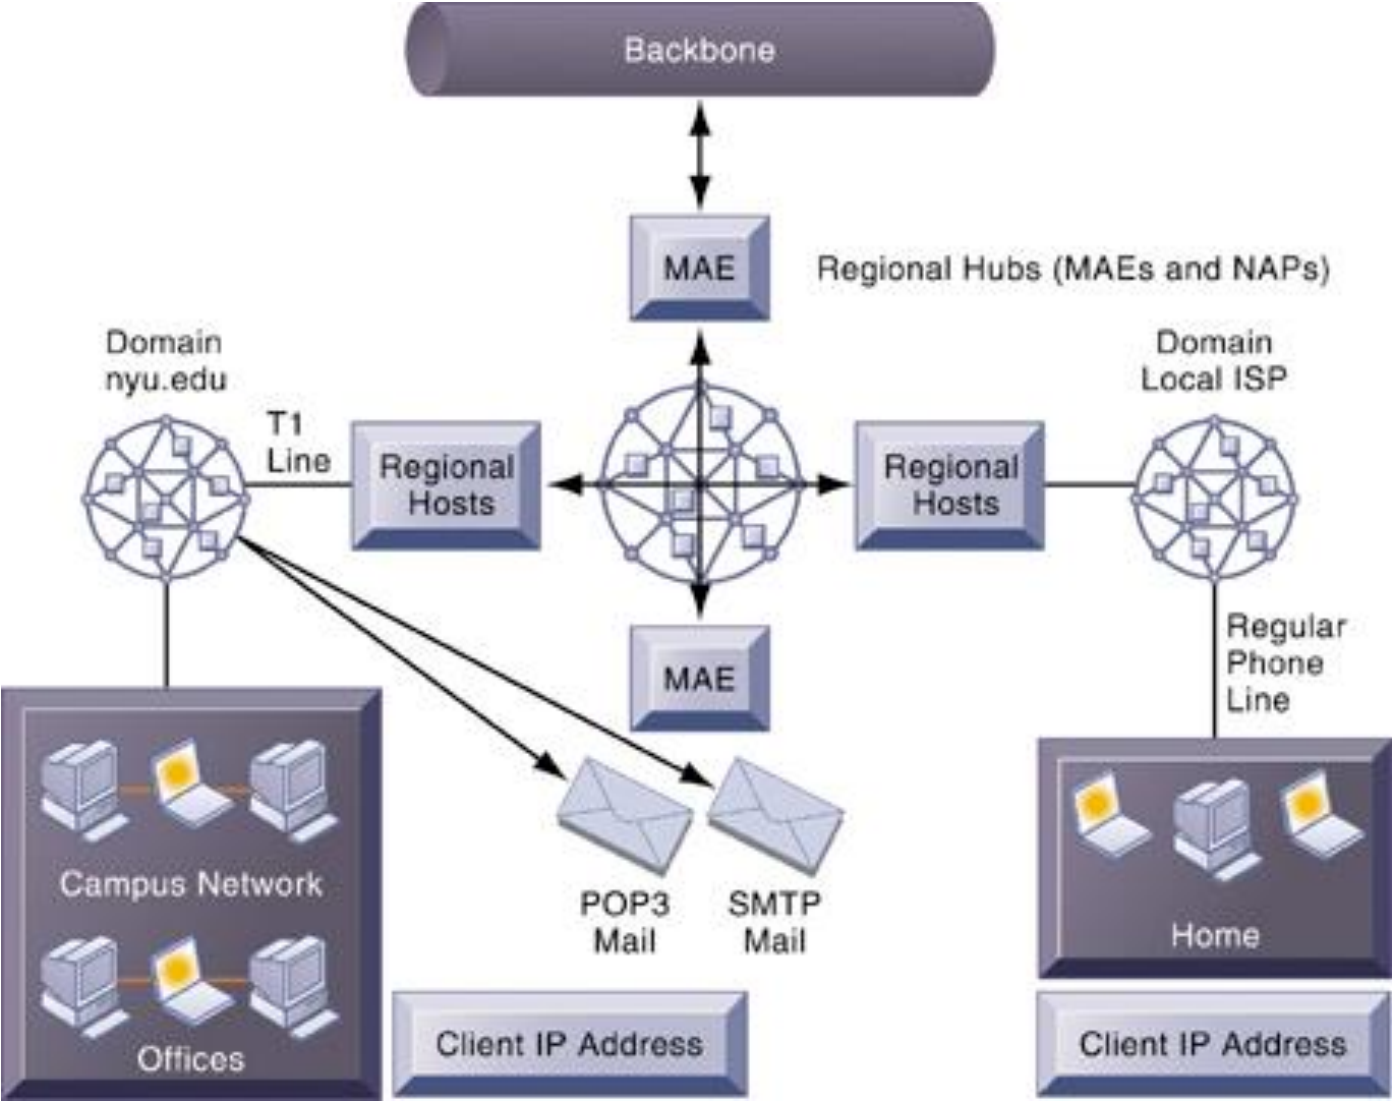 Backbone
MAE
Regional Hubs (MAEs and NAPs)
Domain
nyu.edu
T1
Line
Regional
Hosts
Regional
Hosts
Domain
Local ISP
MAE
Regular
Phone
Line
Campus Network
Offices
POP3
Mail
SMTP
Mail
Home
Client IP Address
Client IP Address